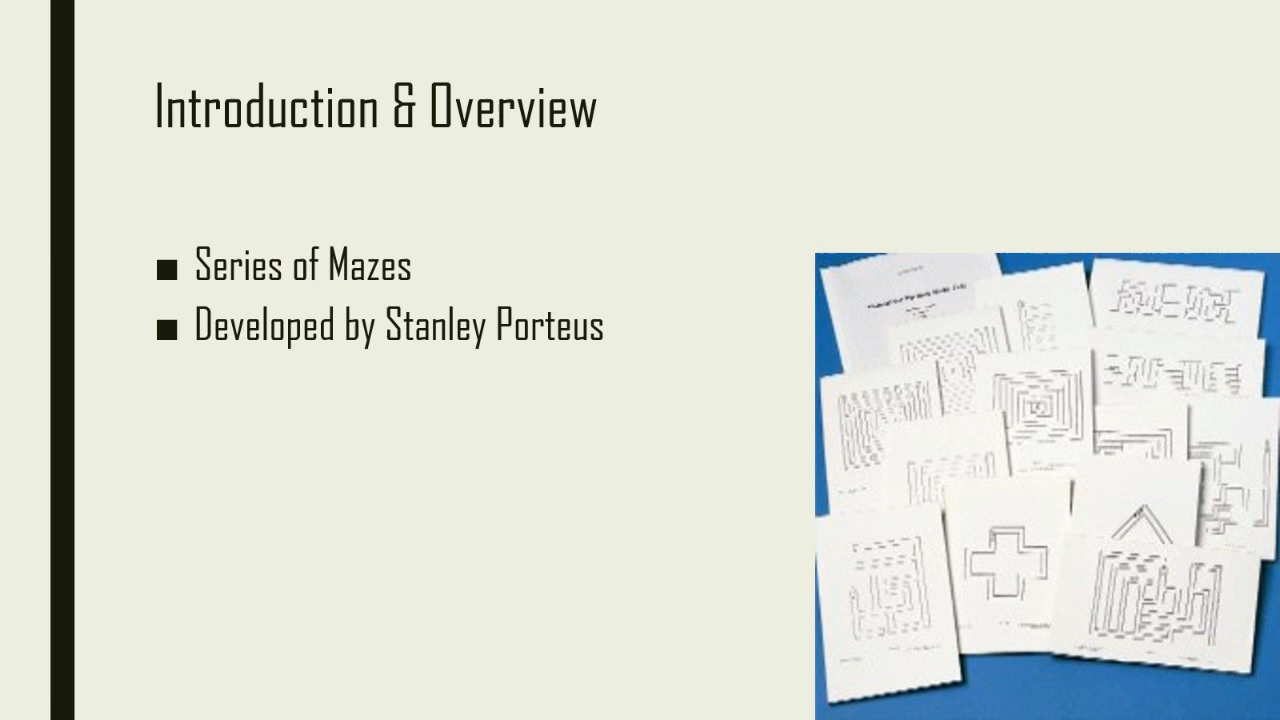 Introduction & Overview
■ Series of Mazes
■ Developed by Stanley Porteus